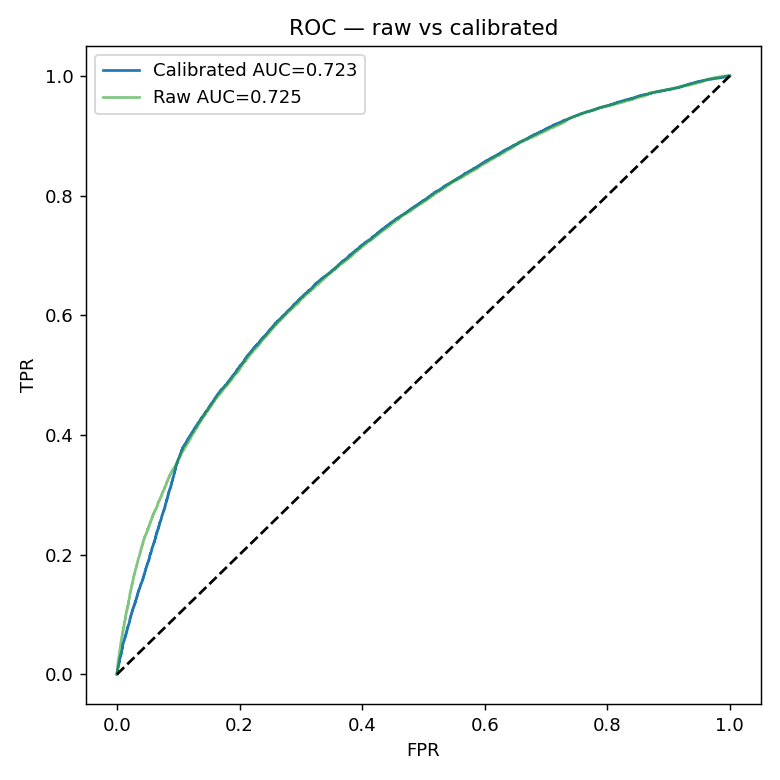 ROC — raw vs calibrated
Calibrated AUC=0.723
Raw AUC=0.725
1.0
0.8
0.6
0.4
0.2
0.0
TPR
0.0 0.2 0.4 0.6 0.8 1.0
FPR